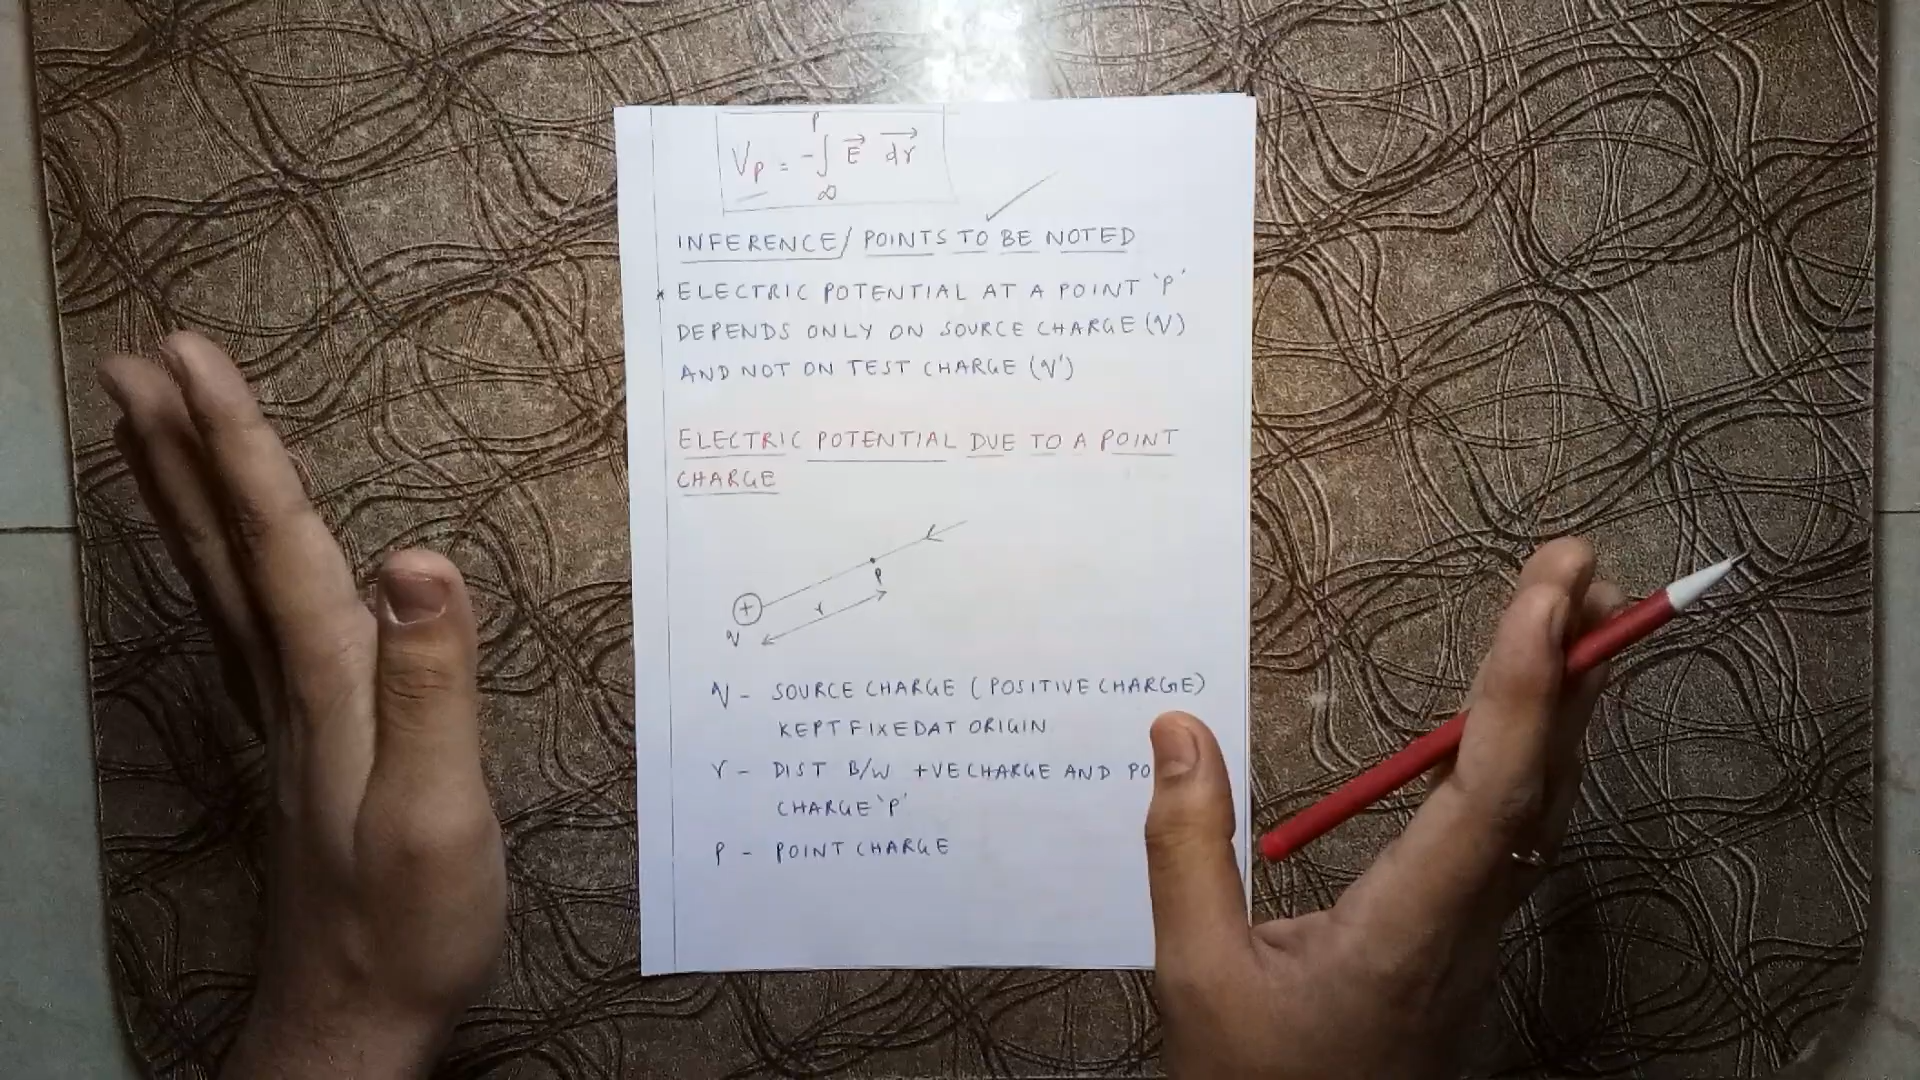 P
V_P = -∫ E⃗ dr⃗
∞
INFERENCE/ POINTS TO BE NOTED
* ELECTRIC POTENTIAL AT A POINT 'P'
DEPENDS ONLY ON SOURCE CHARGE (q)
AND NOT ON TEST CHARGE (q')
ELECTRIC POTENTIAL DUE TO A POINT
CHARGE
P
r
+
q
q - SOURCE CHARGE (POSITIVE CHARGE)
KEPT FIXED AT ORIGIN
r - DIST B/W +VE CHARGE AND
CHARGE 'P'
P - POINT CHARGE